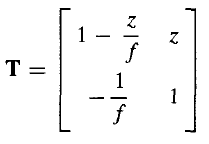 T = [ 1 - z/f   z ]
[ - 1/f   1 ]